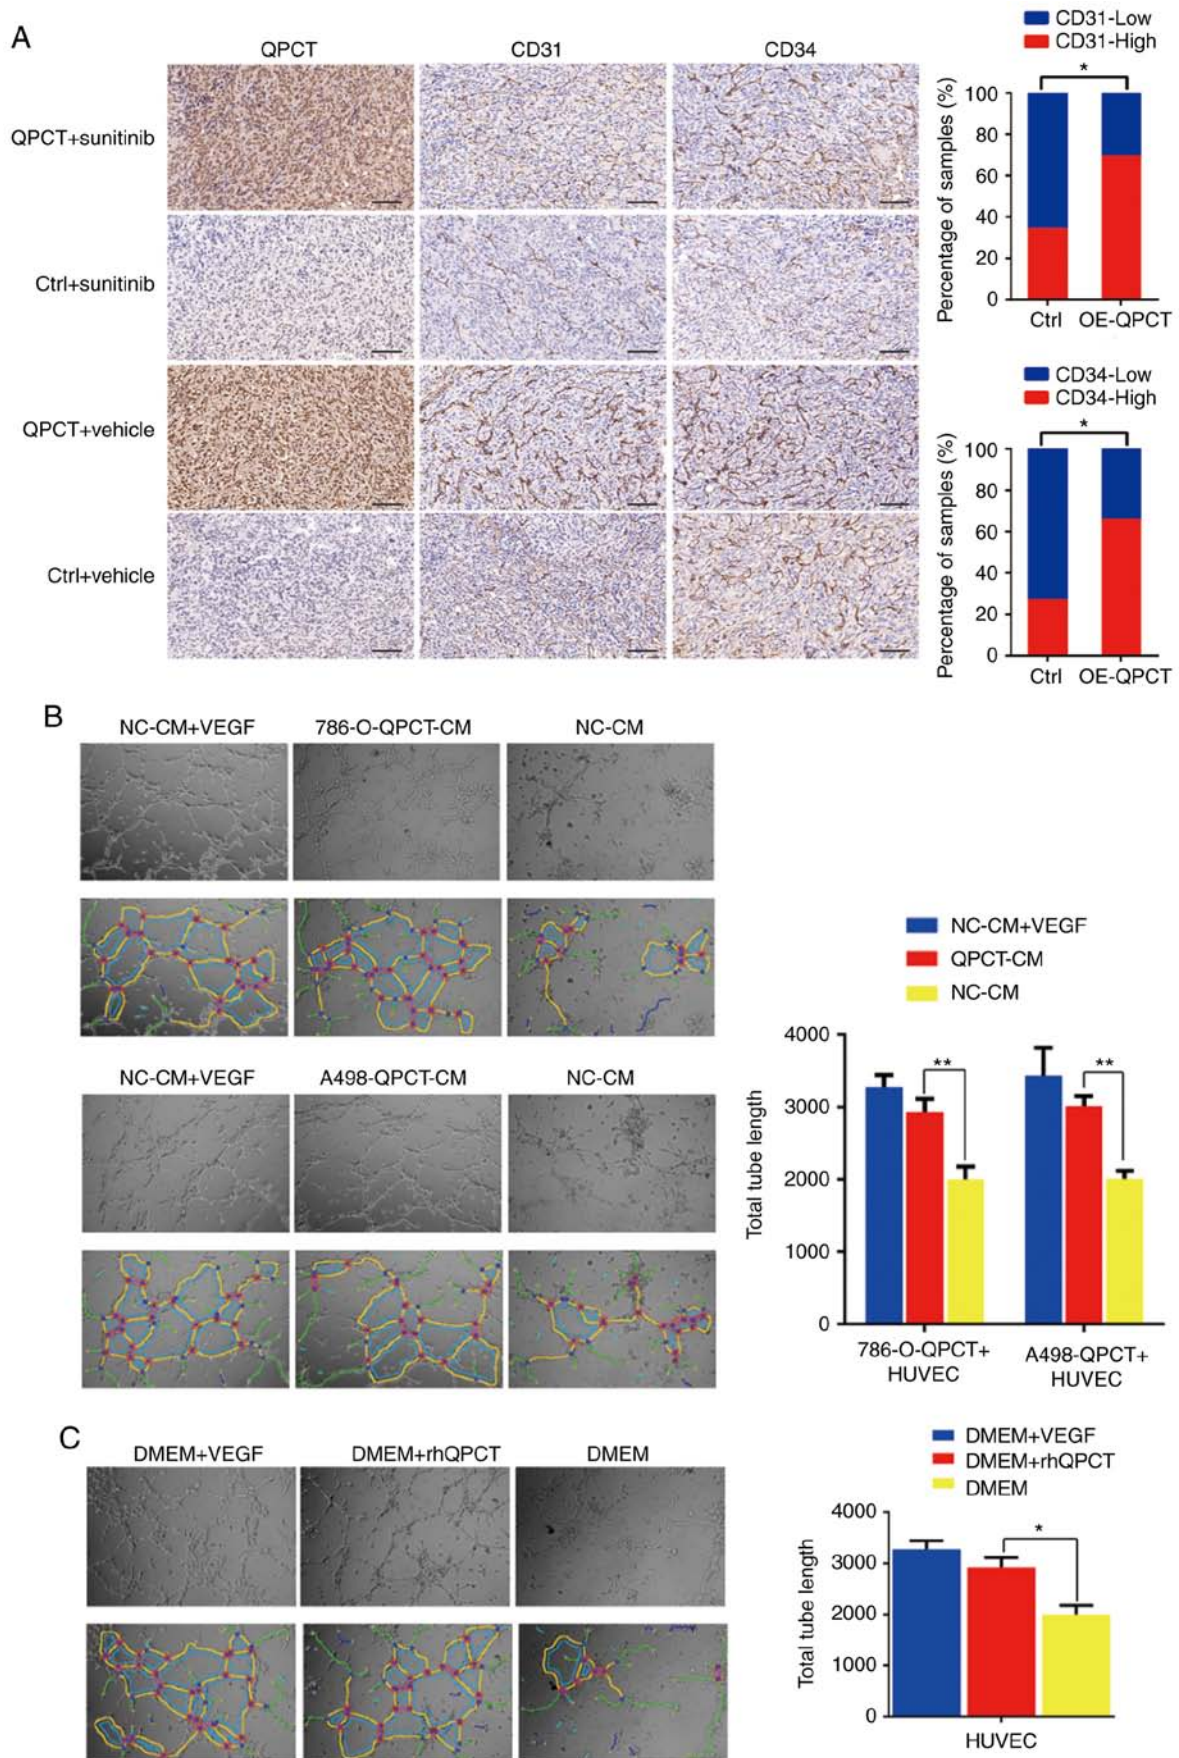 A
QPCT
CD31
CD34
QPCT+sunitinib
Ctrl+sunitinib
QPCT+vehicle
Ctrl+vehicle
CD31-Low
CD31-High
*
Percentage of samples (%)
100
80
60
40
20
0
Ctrl
OE-QPCT
CD34-Low
CD34-High
*
Percentage of samples (%)
100
80
60
40
20
0
Ctrl
OE-QPCT
B
NC-CM+VEGF
786-O-QPCT-CM
NC-CM
NC-CM+VEGF
A498-QPCT-CM
NC-CM
NC-CM+VEGF
QPCT-CM
NC-CM
Total tube length
4000
3000
2000
1000
0
**
**
786-O-QPCT+
HUVEC
A498-QPCT+
HUVEC
C
DMEM+VEGF
DMEM+rhQPCT
DMEM
DMEM+VEGF
DMEM+rhQPCT
DMEM
Total tube length
4000
3000
2000
1000
0
*
HUVEC